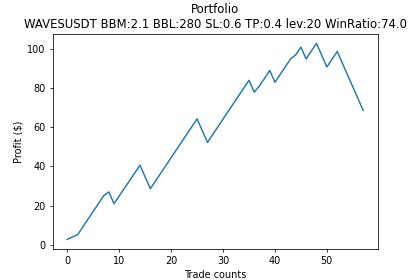 Portfolio
WAVESUSDT BBM:2.1 BBL:280 SL:0.6 TP:0.4 lev:20 WinRatio:74.0
100
80
60
40
20
0
Profit ($)
0 10 20 30 40 50
Trade counts